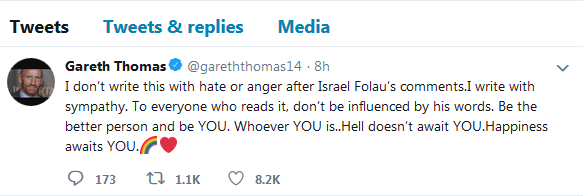 Tweets Tweets & replies Media
Gareth Thomas @gareththomas14 · 8h
I don't write this with hate or anger after Israel Folau's comments.I write with
sympathy. To everyone who reads it, don't be influenced by his words. Be the
better person and be YOU. Whoever YOU is..Hell doesn't await YOU.Happiness
awaits YOU.🌈❤️
173 1.1K 8.2K